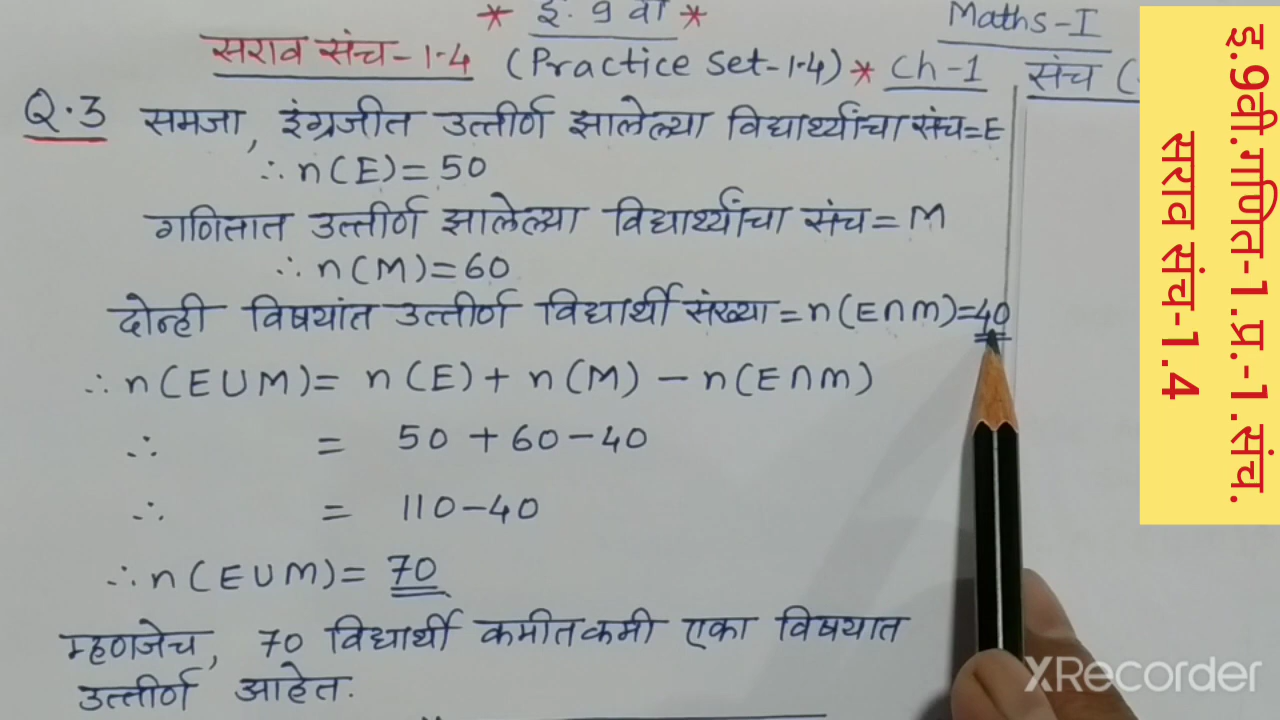 * इ. 9 वी *
Maths-I
सराव संच-1.4 (Practice Set-1.4) * Ch-1
संच (
Q.3 समजा, इंग्रजीत उत्तीर्ण झालेल्या विद्यार्थ्यांचा संच=E
∴ n(E)= 50
गणितात उत्तीर्ण झालेल्या विद्यार्थ्यांचा संच = M
∴ n(M)=60
दोन्ही विषयांत उत्तीर्ण विद्यार्थी संख्या = n(E∩M)=40
∴ n(E∪M)= n(E) + n(M) - n(E∩M)
∴ = 50 + 60 - 40
∴ = 110-40
∴ n(E∪M)= 70
म्हणजेच, 70 विद्यार्थी कमीतकमी एका विषयात
उत्तीर्ण आहेत.
इ.9वी.गणित-1.प्र.-1.संच.
सराव संच-1.4
XRecorder